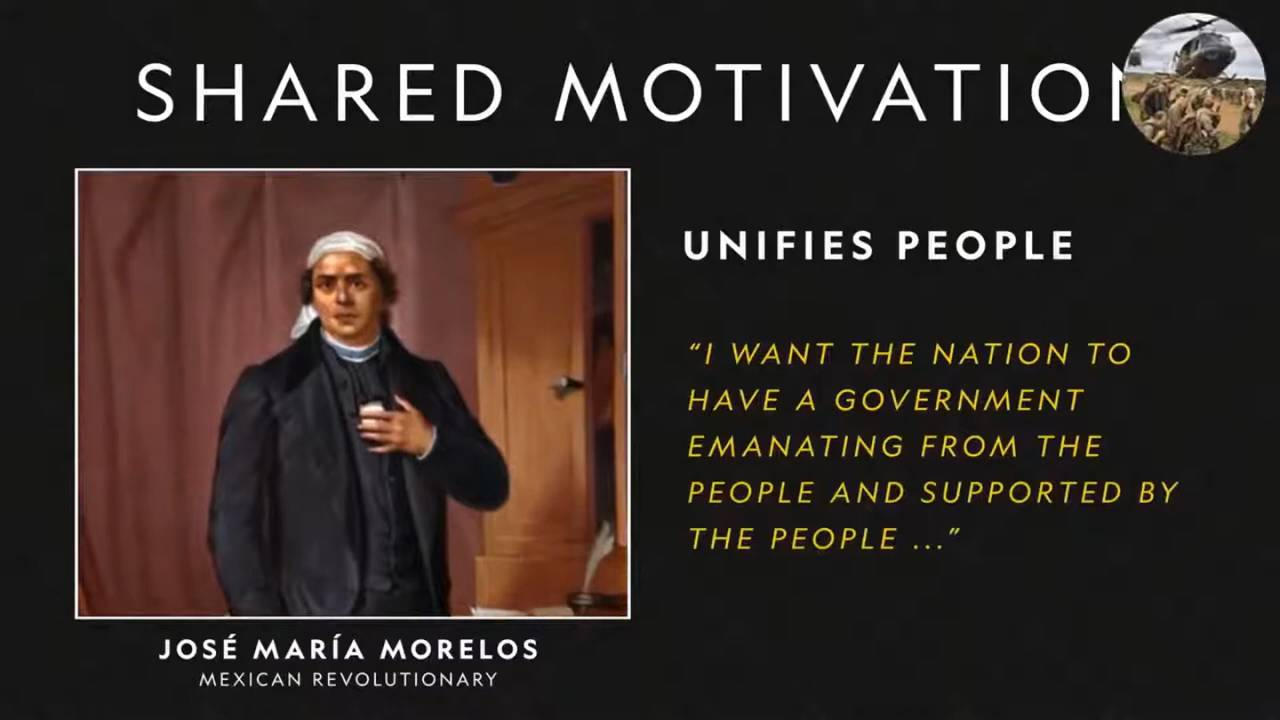 SHARED MOTIVATION
UNIFIES PEOPLE
“I WANT THE NATION TO
HAVE A GOVERNMENT
EMANATING FROM THE
PEOPLE AND SUPPORTED BY
THE PEOPLE ...”
JOSÉ MARÍA MORELOS
MEXICAN REVOLUTIONARY